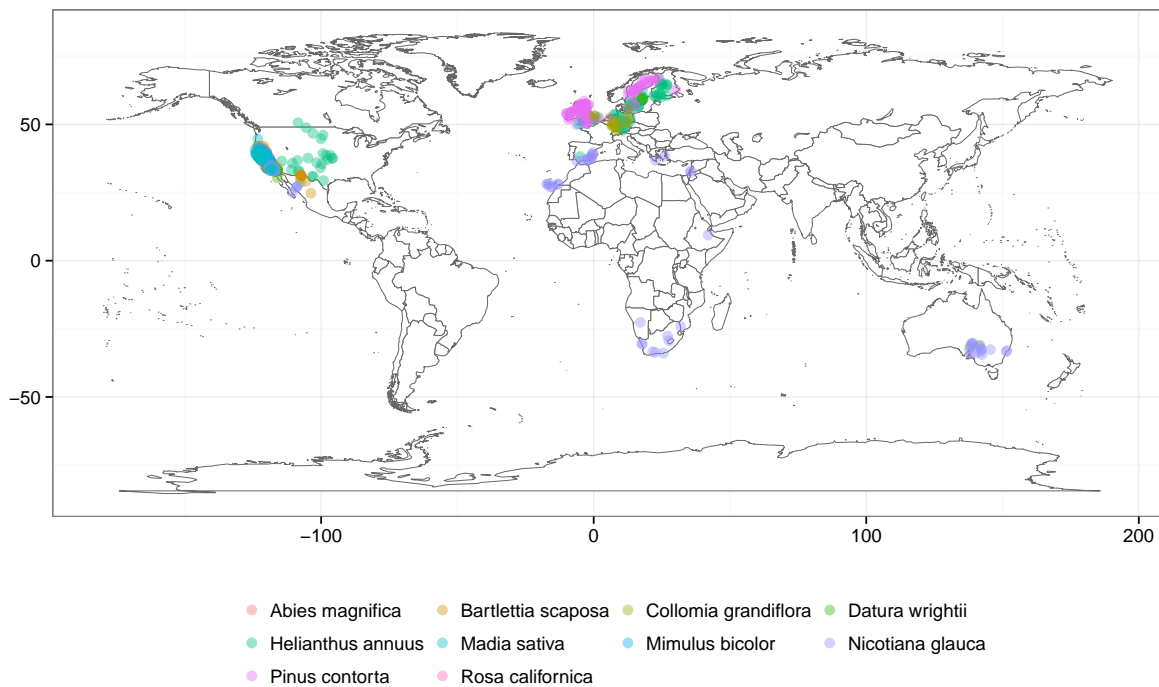 50
0
−50
−100 0 100 200
Abies magnifica Bartlettia scaposa Collomia grandiflora Datura wrightii
Helianthus annuus Madia sativa Mimulus bicolor Nicotiana glauca
Pinus contorta Rosa californica